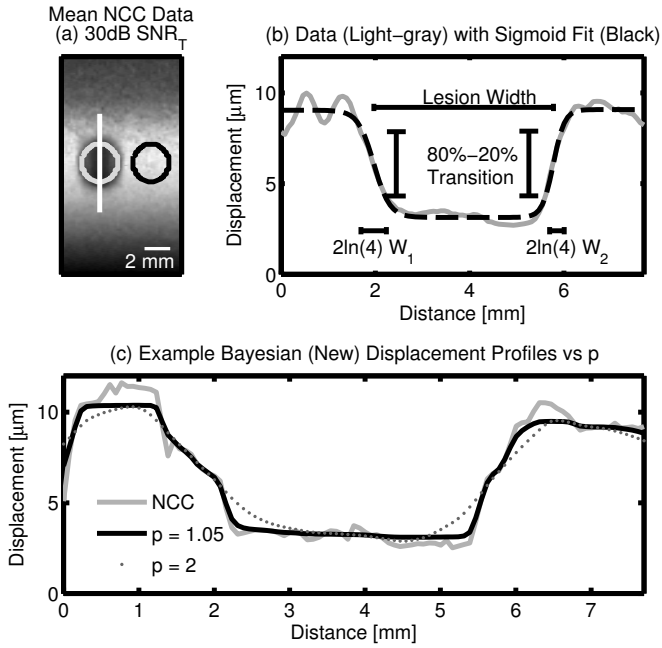 Mean NCC Data
(a) 30dB SNR_T
2 mm
(b) Data (Light−gray) with Sigmoid Fit (Black)
Displacement [μm]
10
5
0
Lesion Width
80%−20%
Transition
2ln(4) W_1
2ln(4) W_2
0 2 4 6
Distance [mm]
(c) Example Bayesian (New) Displacement Profiles vs p
Displacement [μm]
10
5
0
NCC
p = 1.05
p = 2
0 1 2 3 4 5 6 7
Distance [mm]